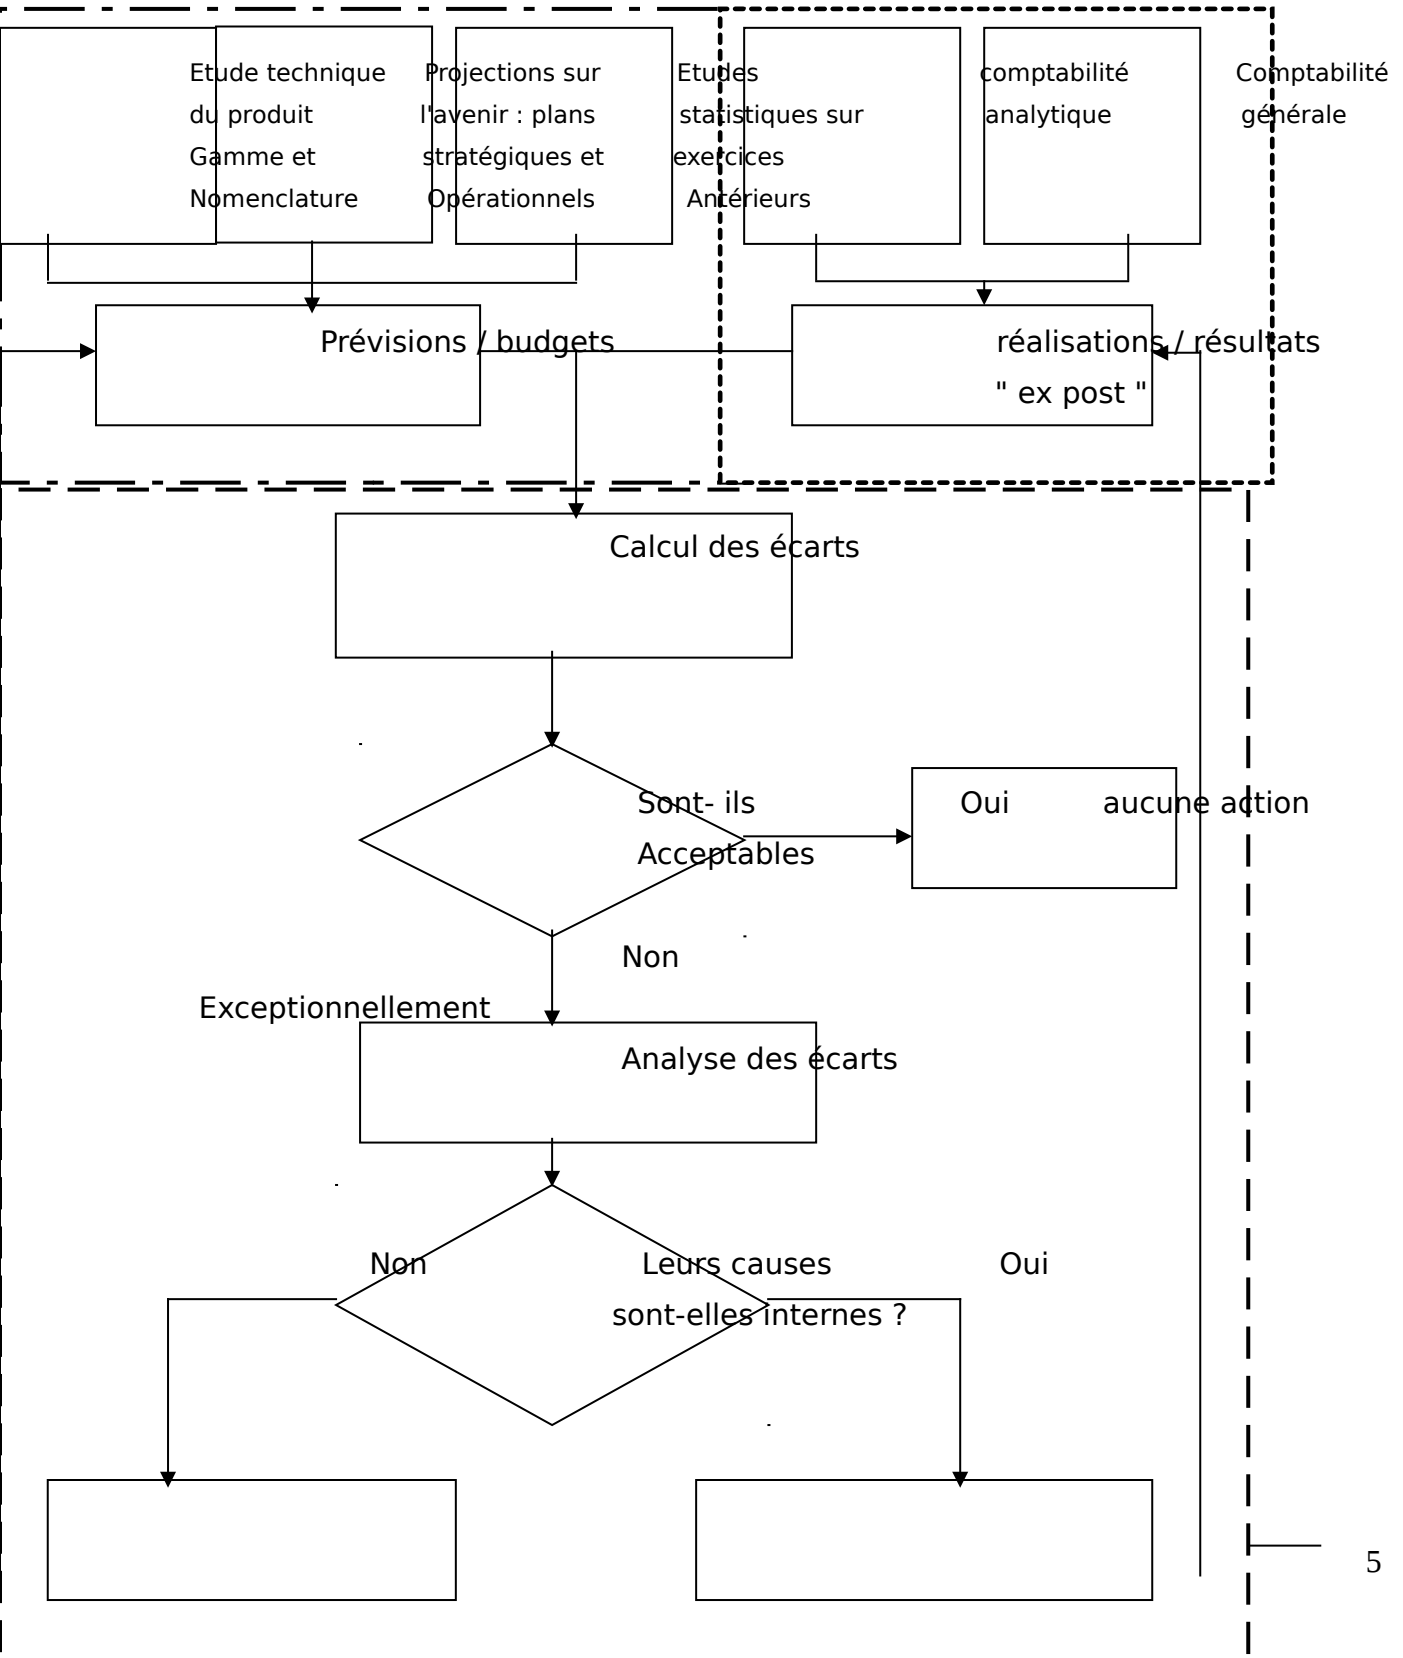 Etude technique Projections sur Etudes comptabilité Comptabilité
du produit l'avenir : plans statistiques sur analytique générale
Gamme et stratégiques et exercices
Nomenclature Opérationnels Antérieurs
Prévisions / budgets réalisations / résultats
" ex post "
Calcul des écarts
Sont- ils Oui aucune action
Acceptables
Non
Exceptionnellement
Analyse des écarts
Non Leurs causes Oui
sont-elles internes ?
5